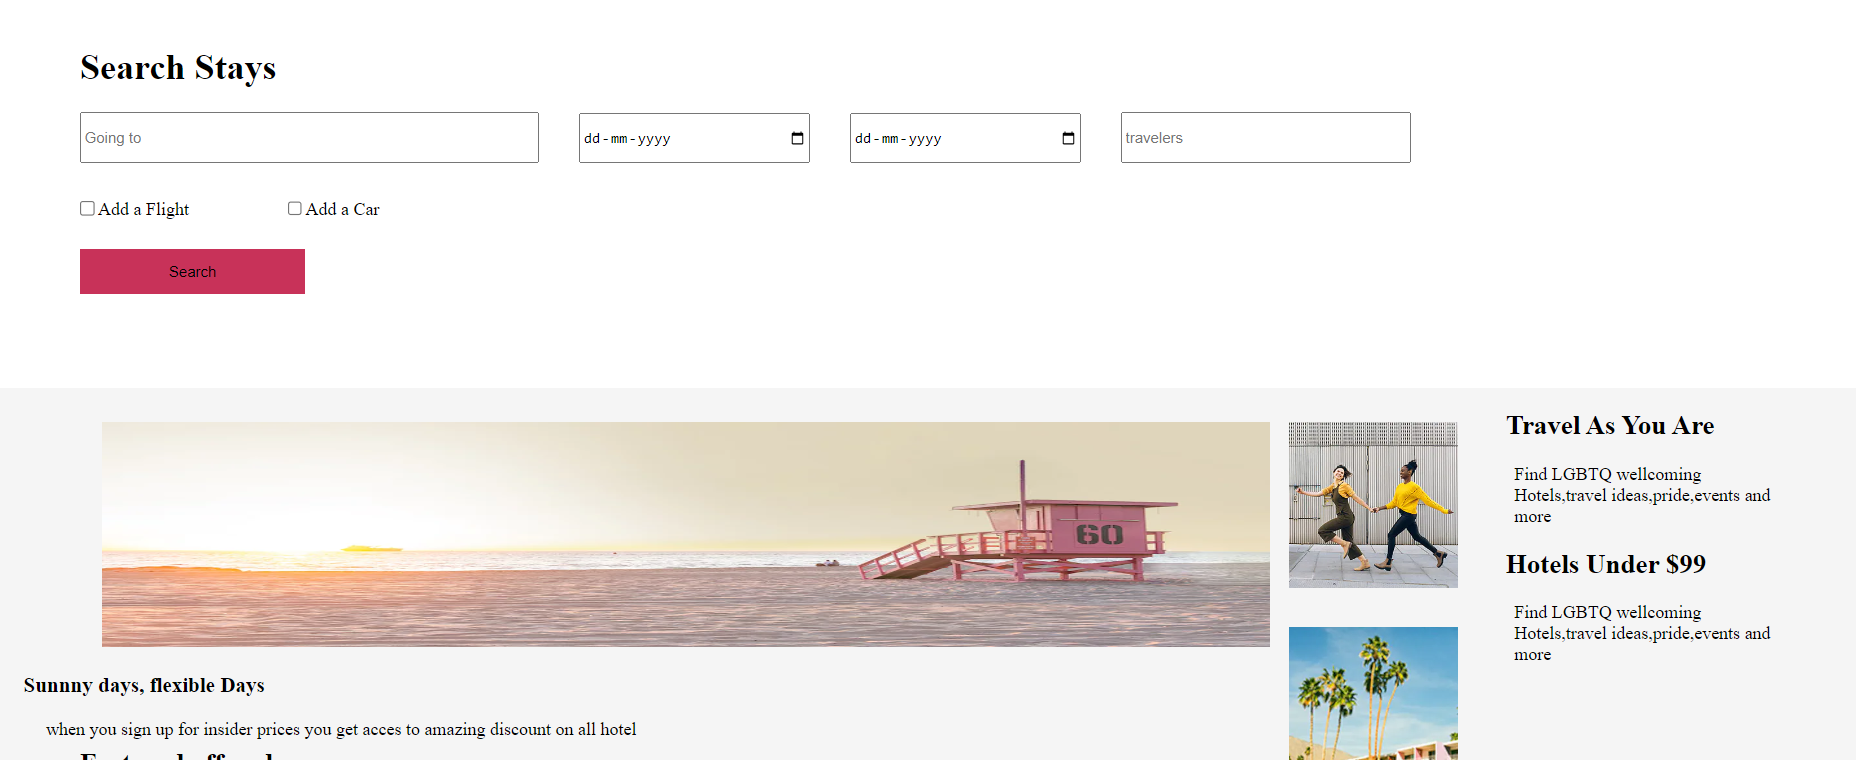 Search Stays
Going to
dd-mm-yyyy
dd-mm-yyyy
travelers
Add a Flight
Add a Car
Search
60
Travel As You Are
Find LGBTQ wellcoming
Hotels,travel ideas,pride,events and
more
Hotels Under $99
Find LGBTQ wellcoming
Hotels,travel ideas,pride,events and
more
Sunnny days, flexible Days
when you sign up for insider prices you get acces to amazing discount on all hotel